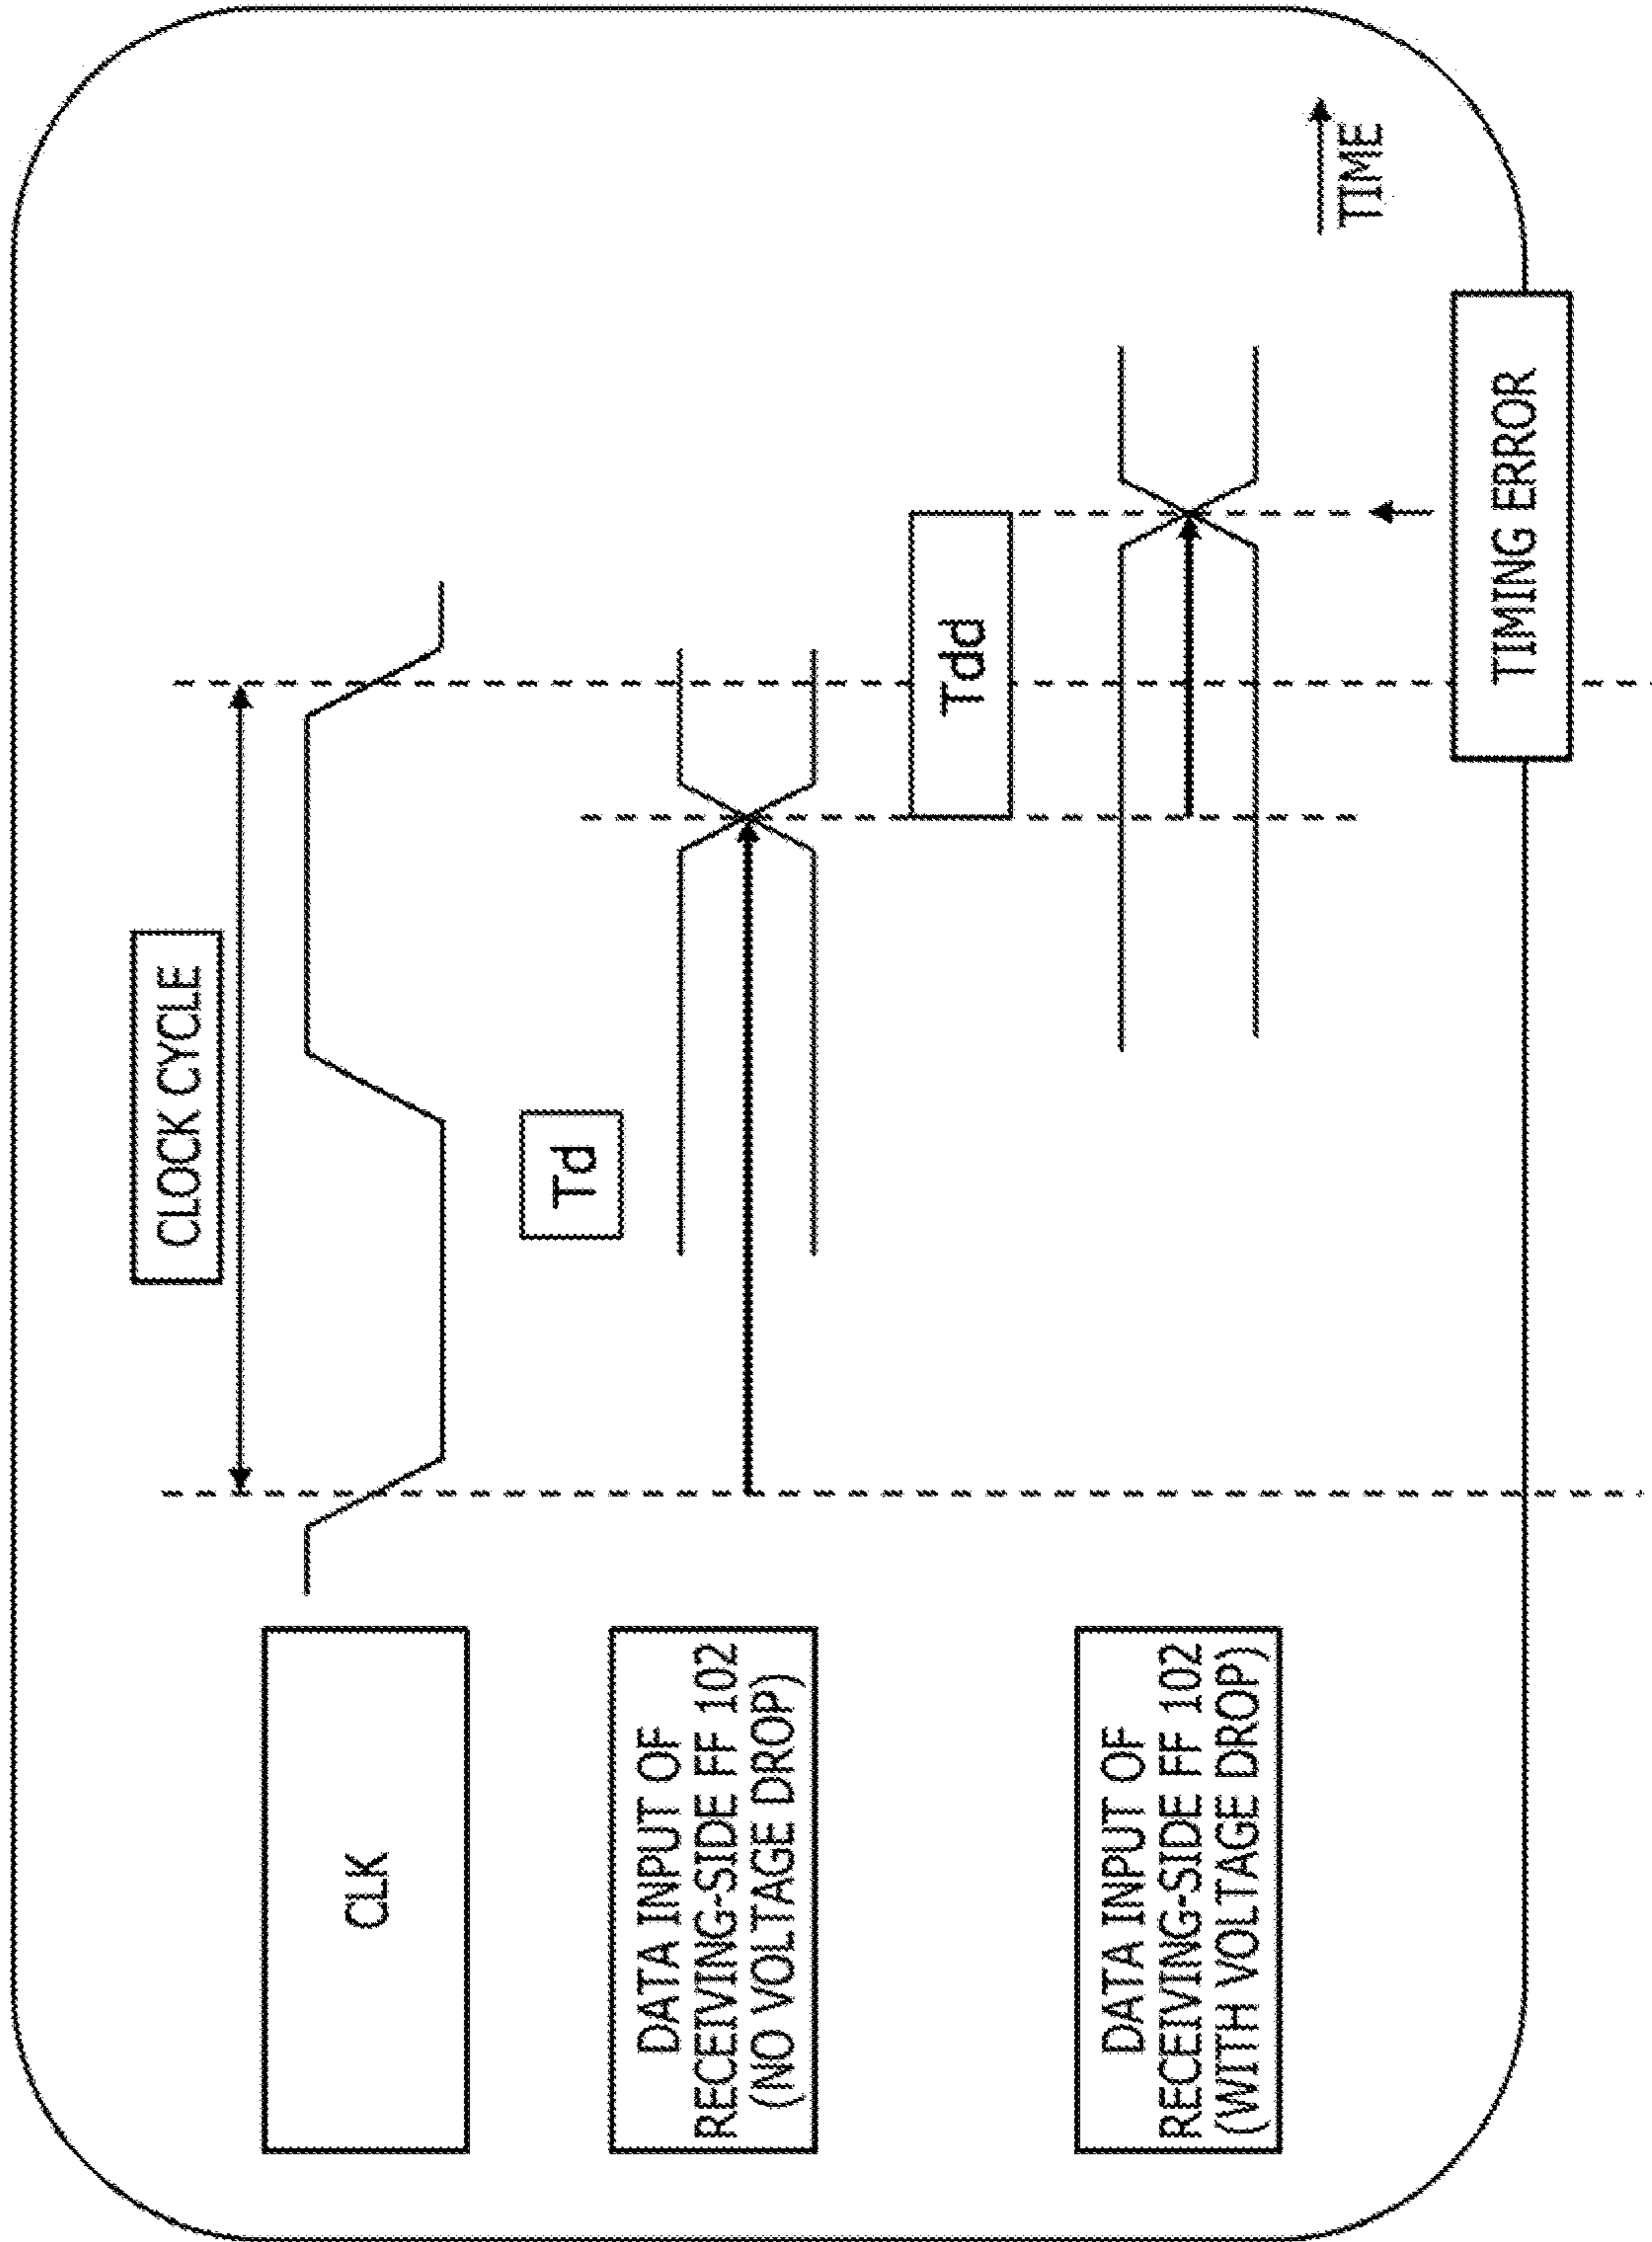 CLOCK CYCLE
CLK
Td
DATA INPUT OF
RECEIVING-SIDE FF 102
(NO VOLTAGE DROP)
Tdd
DATA INPUT OF
RECEIVING-SIDE FF 102
(WITH VOLTAGE DROP)
TIME
TIMING ERROR